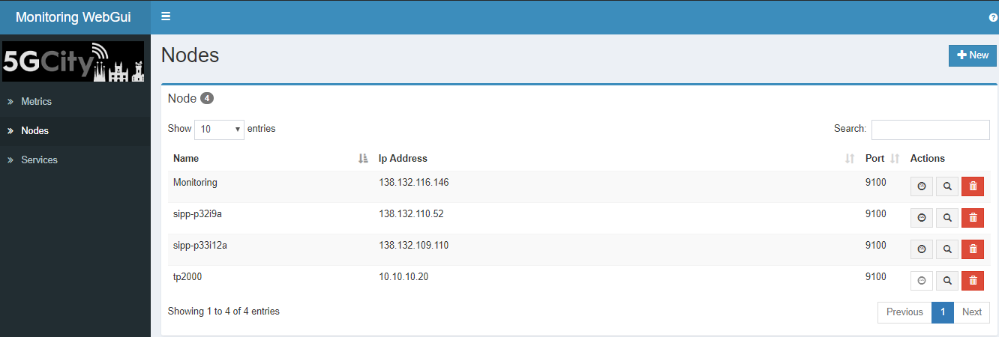 Monitoring WebGui
5GCity
Metrics
Nodes
Services
Nodes
New
Node 4
Show 10 entries
Search:
Name Ip Address Port Actions
Monitoring 138.132.116.146 9100
sipp-p32i9a 138.132.110.52 9100
sipp-p33i12a 138.132.109.110 9100
tp2000 10.10.10.20 9100
Showing 1 to 4 of 4 entries
Previous 1 Next